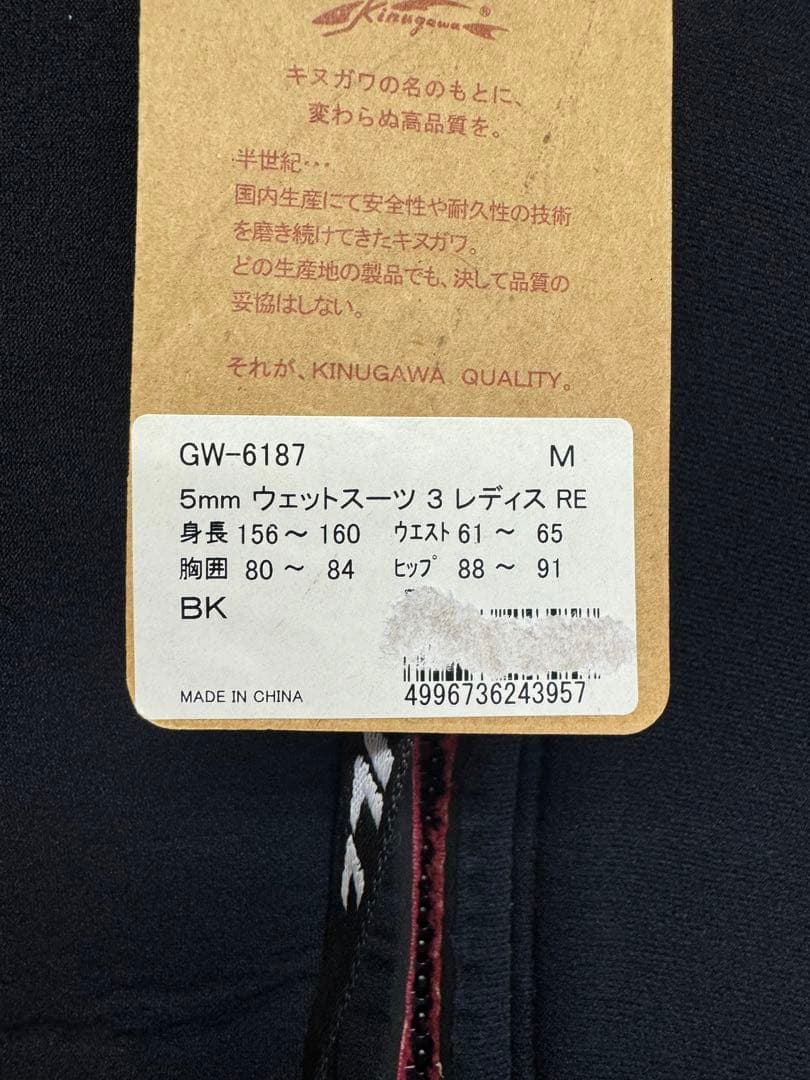 Kinugawa®
キヌガワの名のもとに、
変わらぬ高品質を。
半世紀…
国内生産にて安全性や耐久性の技術
を磨き続けてきたキヌガワ。
どの生産地の製品でも、決して品質の
妥協はしない。
それが、KINUGAWA QUALITY。
GW-6187 M
5mm ウェットスーツ 3 レディス RE
身長 156～ 160 ｳｴｽﾄ 61 ～ 65
胸囲 80 ～ 84 ﾋｯﾌﾟ 88 ～ 91
BK
MADE IN CHINA 4996736243957